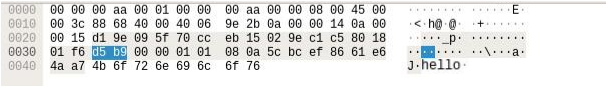 0000 00 00 00 aa 00 01 00 00 00 aa 00 00 08 00 45 00 ········ ······E·
0010 00 3c 88 68 40 00 40 06 9e 2b 0a 00 00 14 0a 00 ·<·h@·@· ·+······
0020 00 15 d1 9e 09 5f 70 cc eb 15 02 9e c1 c5 80 18 ·····_p· ········
0030 01 f6 d5 b9 00 00 01 01 08 0a 5c bc ef 86 61 e6 ········ ··\···a·
0040 4a a7 4b 6f 72 6e 69 6c 6f 76 J·hello·